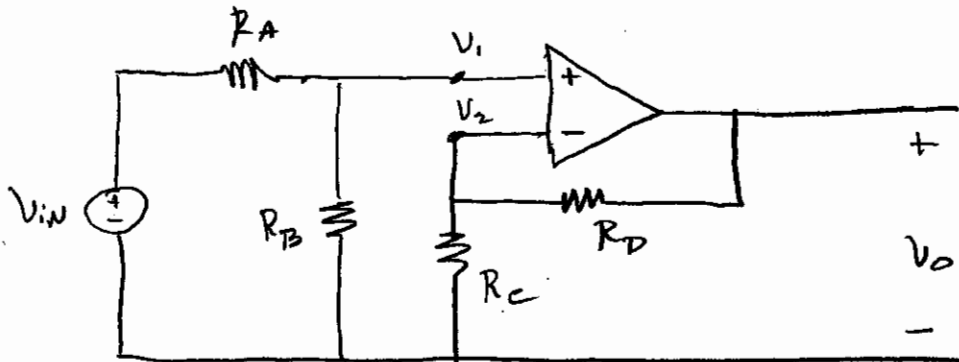 RA
V1
+
V2
−
+
Vin
+
-
RB
RD
RC
Vo
−